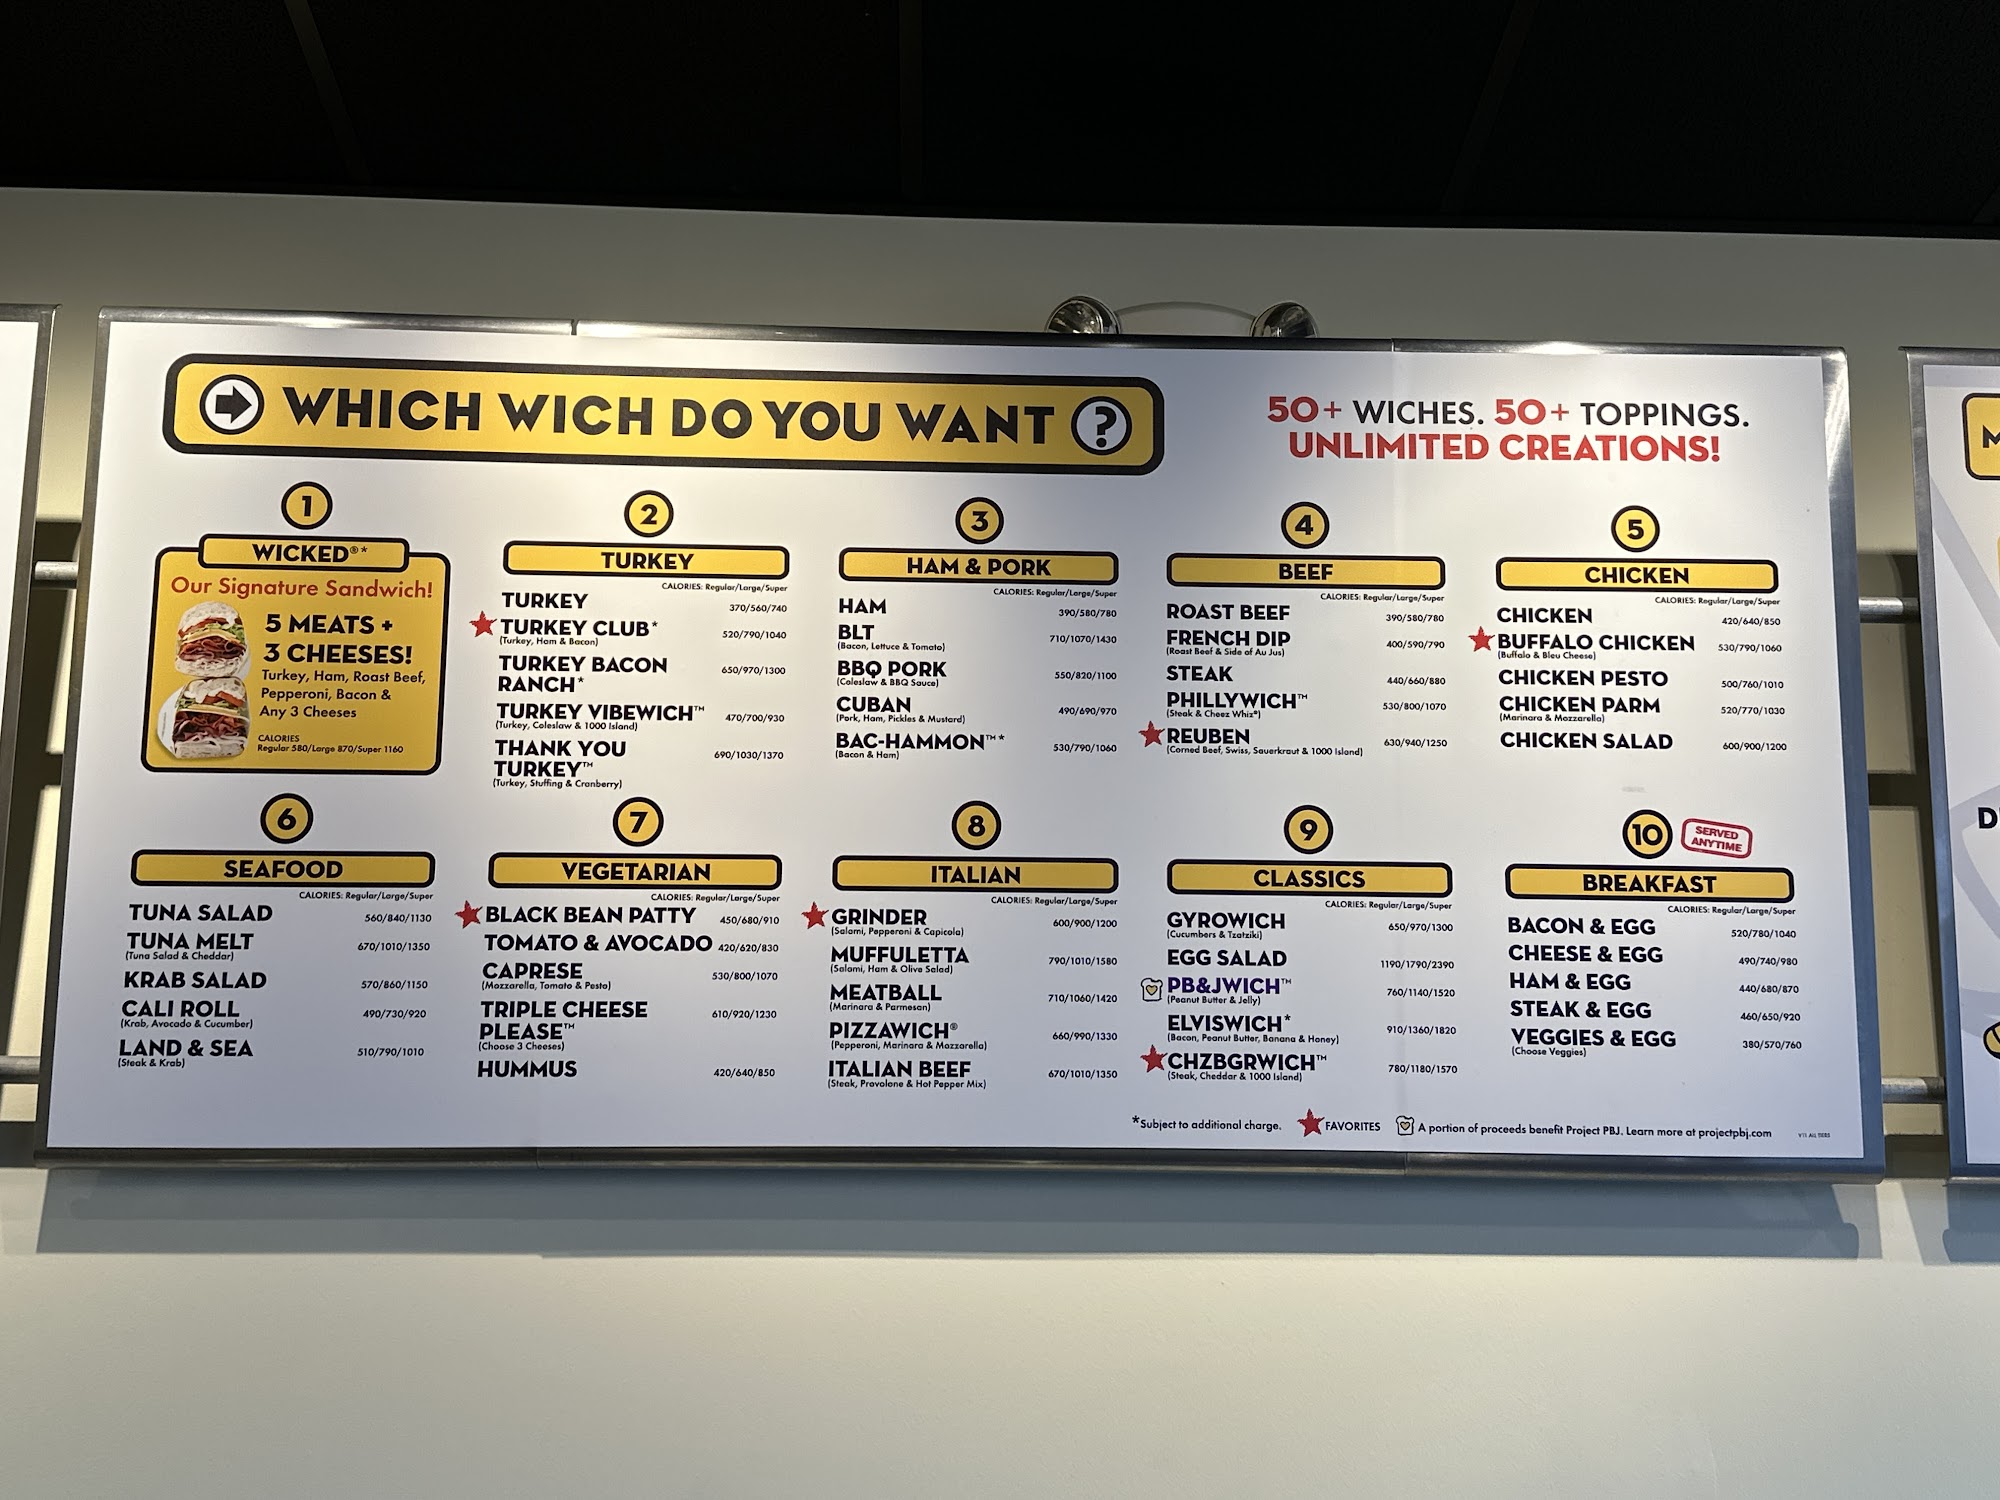 WHICH WICH DO YOU WANT ?
50+ WICHES. 50+ TOPPINGS.
UNLIMITED CREATIONS!
1
WICKED®*
Our Signature Sandwich!
5 MEATS +
3 CHEESES!
Turkey, Ham, Roast Beef,
Pepperoni, Bacon &
Any 3 Cheeses
CALORIES
Regular 580/Large 870/Super 1160
2
TURKEY
CALORIES: Regular/Large/Super
TURKEY 370/560/740
TURKEY CLUB* 520/790/1040
(Turkey, Ham & Bacon)
TURKEY BACON 650/970/1300
RANCH*
TURKEY VIBEWICH™ 470/700/930
(Turkey, Coleslaw & 1000 Island)
THANK YOU 690/1030/1370
TURKEY™
(Turkey, Stuffing & Cranberry)
3
HAM & PORK
CALORIES: Regular/Large/Super
HAM 390/580/780
BLT 710/1070/1430
(Bacon, Lettuce & Tomato)
BBQ PORK 550/820/1100
(Coleslaw & BBQ Sauce)
CUBAN 490/690/970
(Pork, Ham, Pickles & Mustard)
BAC-HAMMON™* 530/790/1060
(Bacon & Ham)
4
BEEF
CALORIES: Regular/Large/Super
ROAST BEEF 390/580/780
FRENCH DIP 400/590/790
(Roast Beef & Side of Au Jus)
STEAK 440/660/880
PHILLYWICH™ 530/800/1070
(Steak & Cheez Whiz®)
REUBEN 630/940/1250
(Corned Beef, Swiss, Sauerkraut & 1000 Island)
5
CHICKEN
CALORIES: Regular/Large/Super
CHICKEN 420/640/850
BUFFALO CHICKEN 530/790/1060
(Buffalo & Bleu Cheese)
CHICKEN PESTO 500/760/1010
CHICKEN PARM 520/770/1030
(Marinara & Mozzarella)
CHICKEN SALAD 600/900/1200
6
SEAFOOD
CALORIES: Regular/Large/Super
TUNA SALAD 560/840/1130
TUNA MELT 670/1010/1350
(Tuna Salad & Cheddar)
KRAB SALAD 570/860/1150
CALI ROLL 490/730/920
(Krab, Avocado & Cucumber)
LAND & SEA 510/790/1010
(Steak & Krab)
7
VEGETARIAN
CALORIES: Regular/Large/Super
BLACK BEAN PATTY 450/680/910
TOMATO & AVOCADO 420/620/830
CAPRESE 530/800/1070
(Mozzarella, Tomato & Pesto)
TRIPLE CHEESE 610/920/1230
PLEASE™
(Choose 3 Cheeses)
HUMMUS 420/640/850
8
ITALIAN
CALORIES: Regular/Large/Super
GRINDER 600/900/1200
(Salami, Pepperoni & Capicola)
MUFFULETTA 790/1010/1580
(Salami, Ham & Olive Salad)
MEATBALL 710/1060/1420
(Marinara & Parmesan)
PIZZAWICH® 660/990/1330
(Pepperoni, Marinara & Mozzarella)
ITALIAN BEEF 670/1010/1350
(Steak, Provolone & Hot Pepper Mix)
9
CLASSICS
CALORIES: Regular/Large/Super
GYROWICH 650/970/1300
(Cucumbers & Tzatziki)
EGG SALAD 1190/1790/2390
PB&JWICH™ 760/1140/1520
(Peanut Butter & Jelly)
ELVISWICH* 910/1360/1820
(Bacon, Peanut Butter, Banana & Honey)
CHZBGRWICH™ 780/1180/1570
(Steak, Cheddar & 1000 Island)
10
SERVED
ANYTIME
BREAKFAST
CALORIES: Regular/Large/Super
BACON & EGG 520/780/1040
CHEESE & EGG 490/740/980
HAM & EGG 440/680/870
STEAK & EGG 460/650/920
VEGGIES & EGG 380/570/760
(Choose Veggies)
*Subject to additional charge. FAVORITES A portion of proceeds benefit Project PBJ. Learn more at projectpbj.com